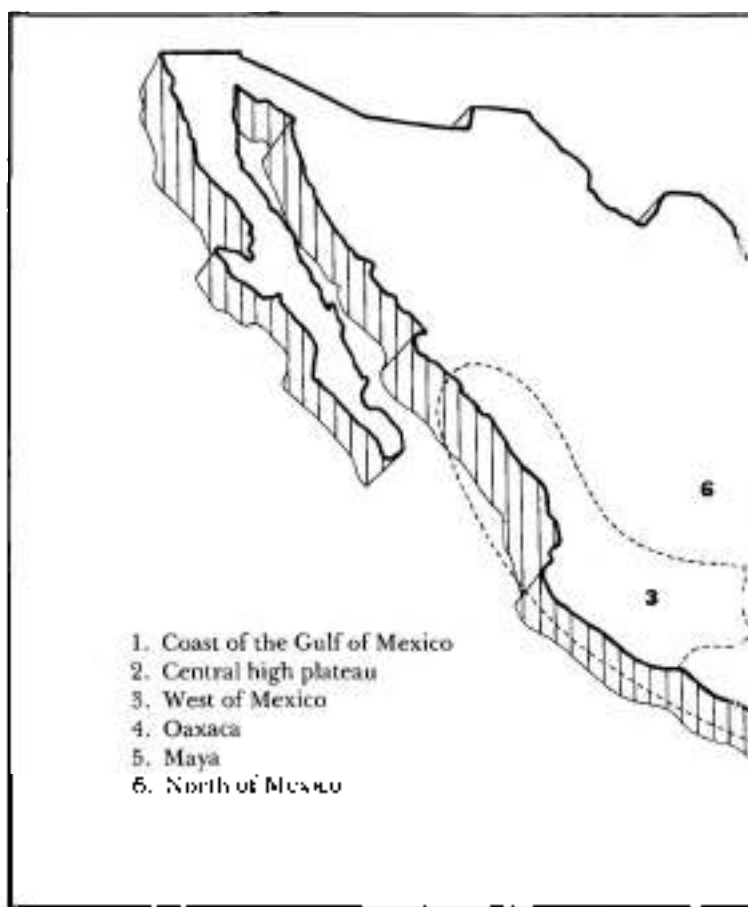 6
3
1. Coast of the Gulf of Mexico
2. Central high plateau
3. West of Mexico
4. Oaxaca
5. Maya
6. North of Mexico